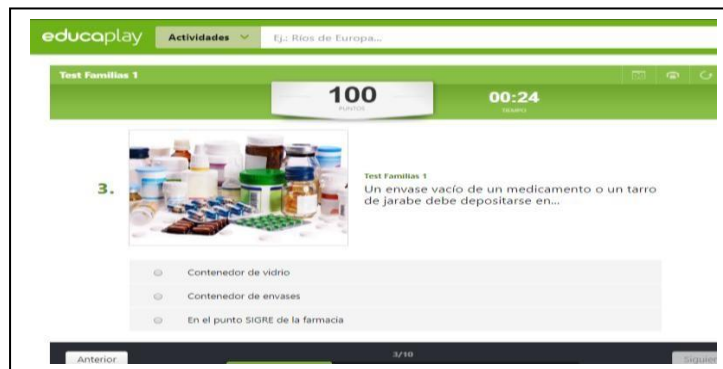 educaplay Actividades Ej.: Ríos de Europa...
Test Familias 1
100
PUNTOS
00:24
TIEMPO
3.
Test Familias 1
Un envase vacío de un medicamento o un tarro
de jarabe debe depositarse en...
Contenedor de vidrio
Contenedor de envases
En el punto SIGRE de la farmacia
Anterior
3/10
Siguien